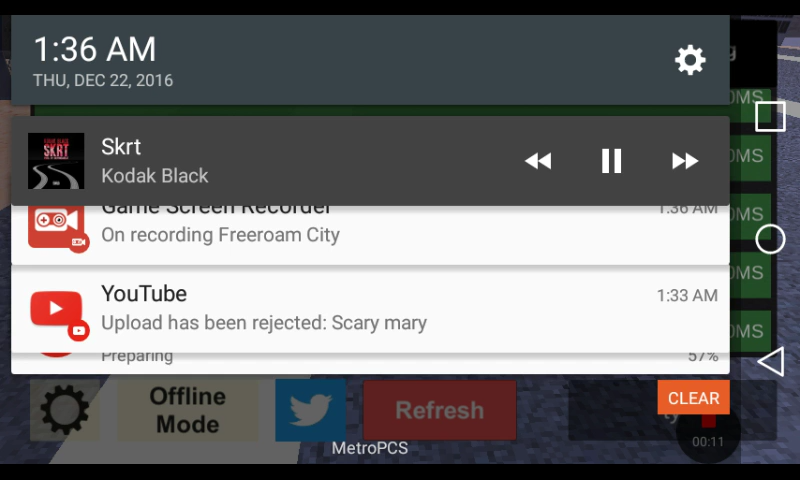 1:36 AM
THU, DEC 22, 2016
SKRT
Skrt
Kodak Black
Game Screen Recorder
1:36 AM
On recording Freeroam City
YouTube
1:33 AM
Upload has been rejected: Scary mary
Preparing
57%
Offline
Mode
Refresh
CLEAR
00:11
MetroPCS